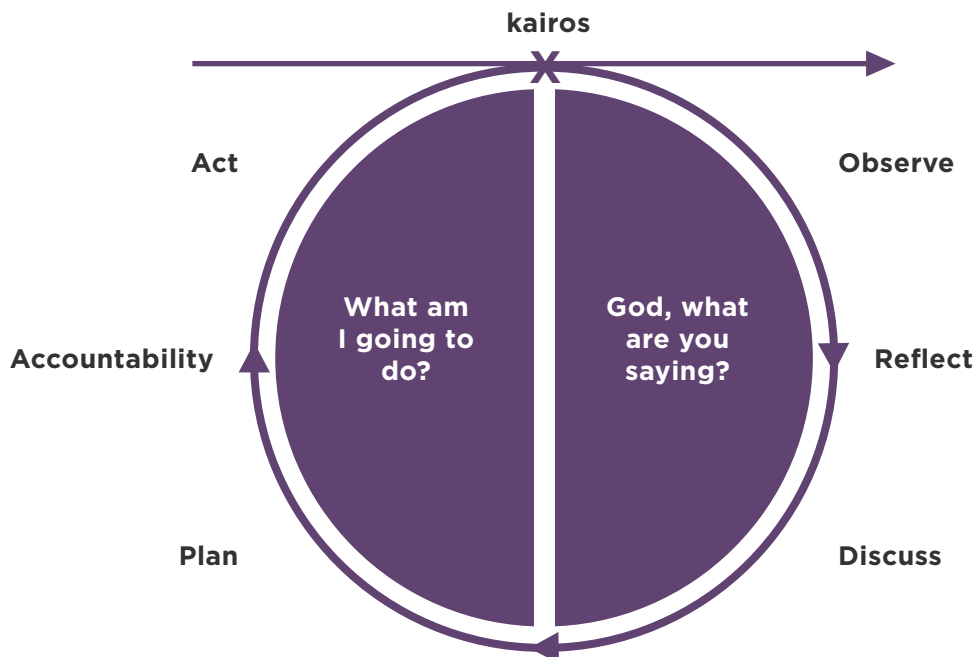 kairos
X
Act
Observe
What am
I going to
do?
God, what
are you
saying?
Accountability
Reflect
Plan
Discuss